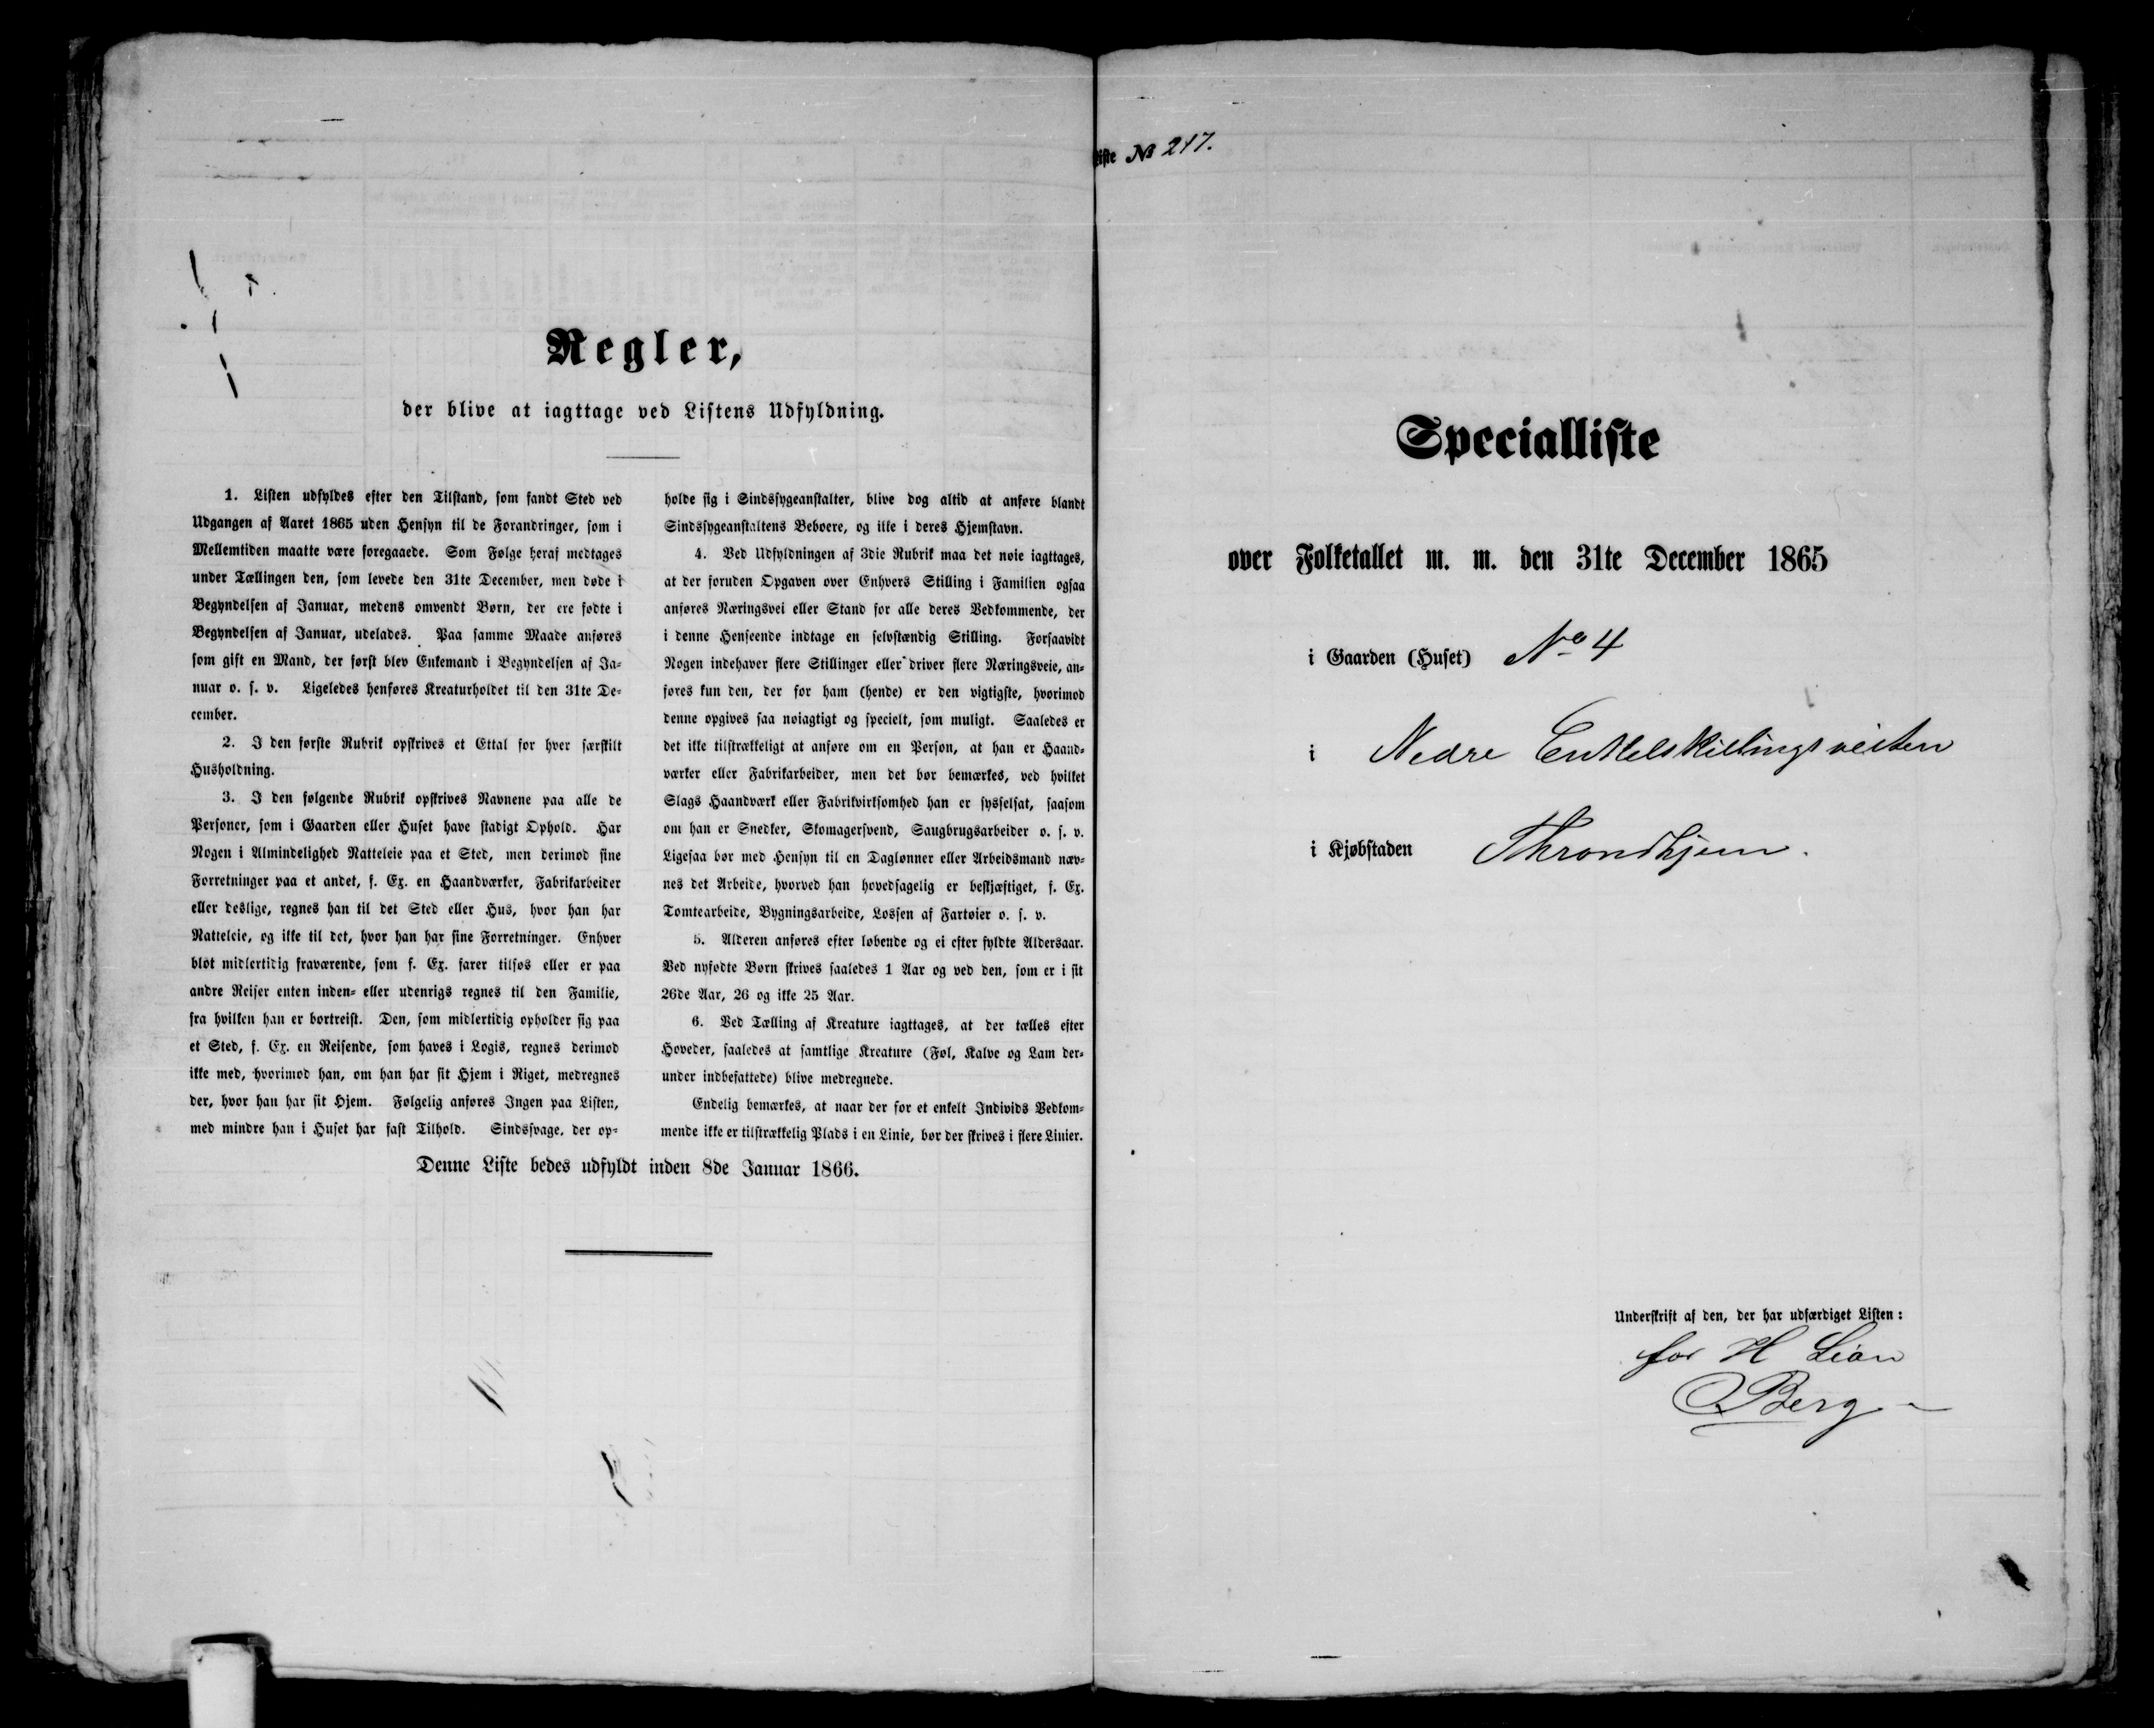 Regler,
der blive at iagttage ved Listens Udfyldning.
1. Listen udfyldes efter den Tilstand, som fandt Sted ved
Udgangen af Aaret 1865 uden Hensyn til de Forandringer, som i
Mellemtiden maatte være foregaaede. Som Følge heraf medtages
under Tællingen den, som levede den 31te December, men døde i
Begyndelsen af Januar, medens omvendt Børn, der ere fødte i
Begyndelsen af Januar, udelades. Paa samme Maade anføres
som gift en Mand, der først blev Enkemand i Begyndelsen af Ja-
nuar o. s. v. Ligeledes henføres Kreaturholdet til den 31te De-
cember.
2. I den første Rubrik opskrives et Ettal for hver særskilt
Husholdning.
3. I den følgende Rubrik opskrives Navnene paa alle de
Personer, som i Gaarden eller Huset have stadigt Ophold. Har
Nogen i Almindelighed Natteleie paa et Sted, men derimod sine
Forretninger paa et andet, f. Ex. en Haandværker, Fabrikarbeider
eller deslige, regnes han til det Sted eller Hus, hvor han har
Natteleie, og ikke til det, hvor han har sine Forretninger. Enhver
blot midlertidig fraværende, som f. Ex. farer tilsøs eller er paa
andre Reiser enten inden- eller udenrigs regnes til den Familie,
fra hvilken han er bortreist. Den, som midlertidig opholder sig paa
et Sted, f. Ex. en Reisende, som haves i Logis, regnes derimod
ikke med, hvorimod han, om han har sit Hjem i Riget, medregnes
der, hvor han har sit Hjem. Følgelig anføres Ingen paa Listen,
med mindre han i Huset har fast Tilhold. Sindssvage, der op-
holde sig i Sindssygeanstalter, blive dog altid at anføre blandt
Sindssygeanstaltens Beboere, og ikke i deres Hjemstavn.
4. Ved Udfyldningen af 3die Rubrik maa det nøie iagttages,
at der foruden Opgaven over Enhvers Stilling i Familien ogsaa
anføres Næringsvei eller Stand for alle deres Vedkommende, der
i denne Henseende indtage en selvstændig Stilling. Forsaavidt
Nogen indehaver flere Stillinger eller driver flere Næringsveie, an-
føres kun den, der for ham (hende) er den vigtigste, hvorimod
denne opgives saa nøiagtigt og specielt, som muligt. Saaledes er
det ikke tilstrækkeligt at anføre om en Person, at han er Haand-
værker eller Fabrikarbeider, men det bør bemærkes, ved hvilket
Slags Haandværk eller Fabrikvirksomhed han er sysselsat, saasom
om han er Snedker, Skomagersvend, Saugbrugsarbeider o. s. v.
Ligesaa bør med Hensyn til en Daglønner eller Arbeidsmand næv-
nes det Arbeide, hvorved han hovedsagelig er beskjæftiget, f. Ex.
Tomtearbeide, Bygningsarbeide, Lossen af Fartøier o. s. v.
5. Alderen anføres efter løbende og ei efter fyldte Aldersaar.
Ved nyfødte Børn skrives saaledes 1 Aar og ved den, som er i sit
26de Aar, 26 og ikke 25 Aar.
6. Ved Tælling af Kreature iagttages, at der tælles efter
Hoveder, saaledes at samtlige Kreature (Føl, Kalve og Lam der-
under indbefattede) blive medregnede.
Endelig bemærkes, at naar der for et enkelt Individs Vedkom-
mende ikke er tilstrækkelig Plads i en Linie, bør der skrives i flere Linier.
Denne Liste bedes udfyldt inden 8de Januar 1866.
Liste № 217.
Specialliste
over Folketallet m. m. den 31te December 1865
i Gaarden (Huset) No 4
i Nedre Enkelskillingsveiten
i Kjøbstaden Throndhjem.
Underskrift af den, der har udfærdiget Listen:
for H Lian
Berg